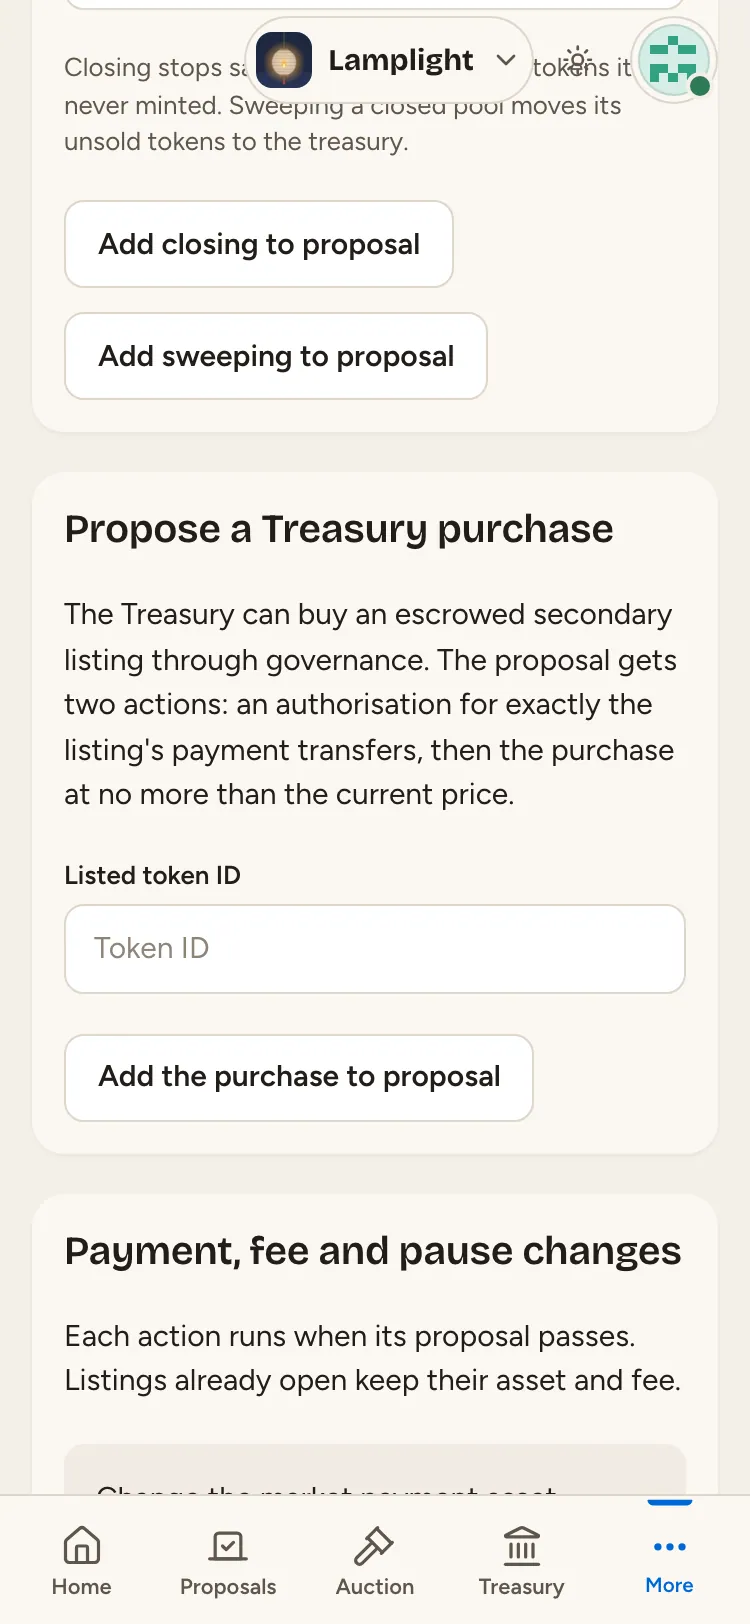 Lamplight
Closing stops tokens it
never minted. Sweeping a closed pool moves its
unsold tokens to the treasury.
Add closing to proposal
Add sweeping to proposal
Propose a Treasury purchase
The Treasury can buy an escrowed secondary
listing through governance. The proposal gets
two actions: an authorisation for exactly the
listing's payment transfers, then the purchase
at no more than the current price.
Listed token ID
Token ID
Add the purchase to proposal
Payment, fee and pause changes
Each action runs when its proposal passes.
Listings already open keep their asset and fee.
Change the market payment asset
Home
Proposals
Auction
Treasury
More